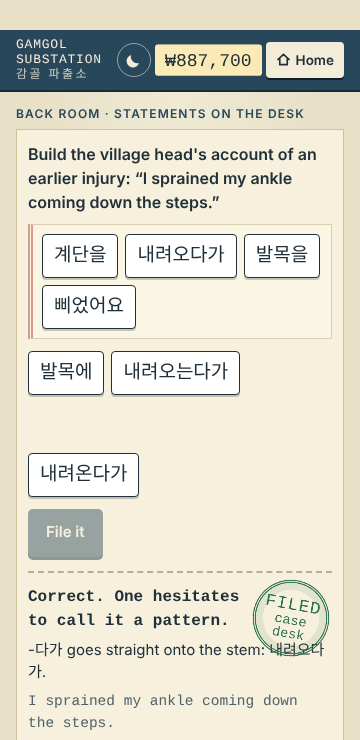 GAMGOL
SUBSTATION
감골 파출소
₩887,700
Home
BACK ROOM · STATEMENTS ON THE DESK
Build the village head's account of an
earlier injury: “I sprained my ankle
coming down the steps.”
계단을 내려오다가 발목을
삐었어요
발목에 내려오는다가
내려온다가
File it
Correct. One hesitates
to call it a pattern.
FILED
case
desk
-다가 goes straight onto the stem: 내려오다
가.
I sprained my ankle coming down
the steps.